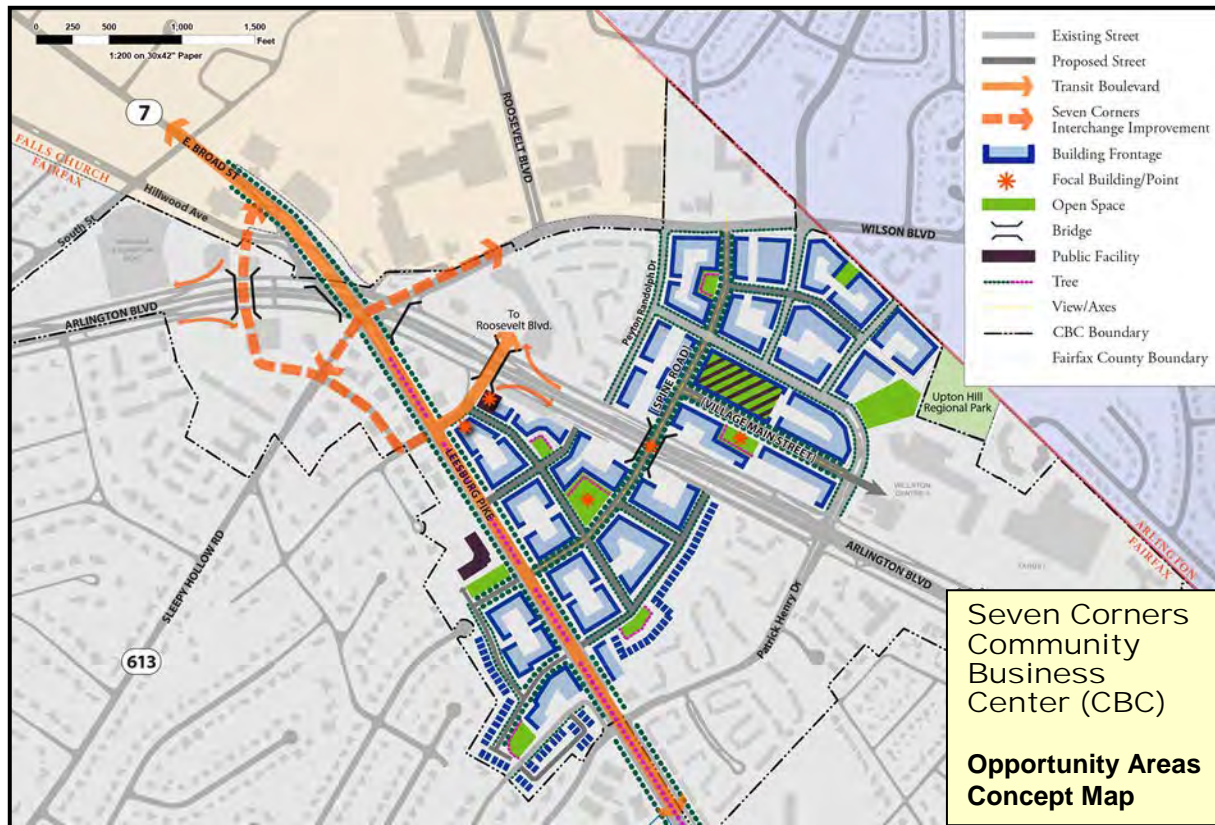 0 250 500 1,000 1,500
Feet
1:200 on 30x42" Paper
7
E. BROAD ST
FALLS CHURCH
FAIRFAX
Hillwood Ave
South St
ROOSEVELT BLVD
WILSON BLVD
ARLINGTON BLVD
To
Roosevelt Blvd.
Peyton Randolph Dr
[SPINE ROAD]
[VILLAGE MAIN STREET]
Upton Hill
Regional Park
LEESBURG PIKE
SLEEPY HOLLOW RD
613
ARLINGTON BLVD
Patrick Henry Dr
ARLINGTON
FAIRFAX
Existing Street
Proposed Street
Transit Boulevard
Seven Corners
Interchange Improvement
Building Frontage
Focal Building/Point
Open Space
Bridge
Public Facility
Tree
View/Axes
CBC Boundary
Fairfax County Boundary
Seven Corners
Community
Business
Center (CBC)
Opportunity Areas
Concept Map